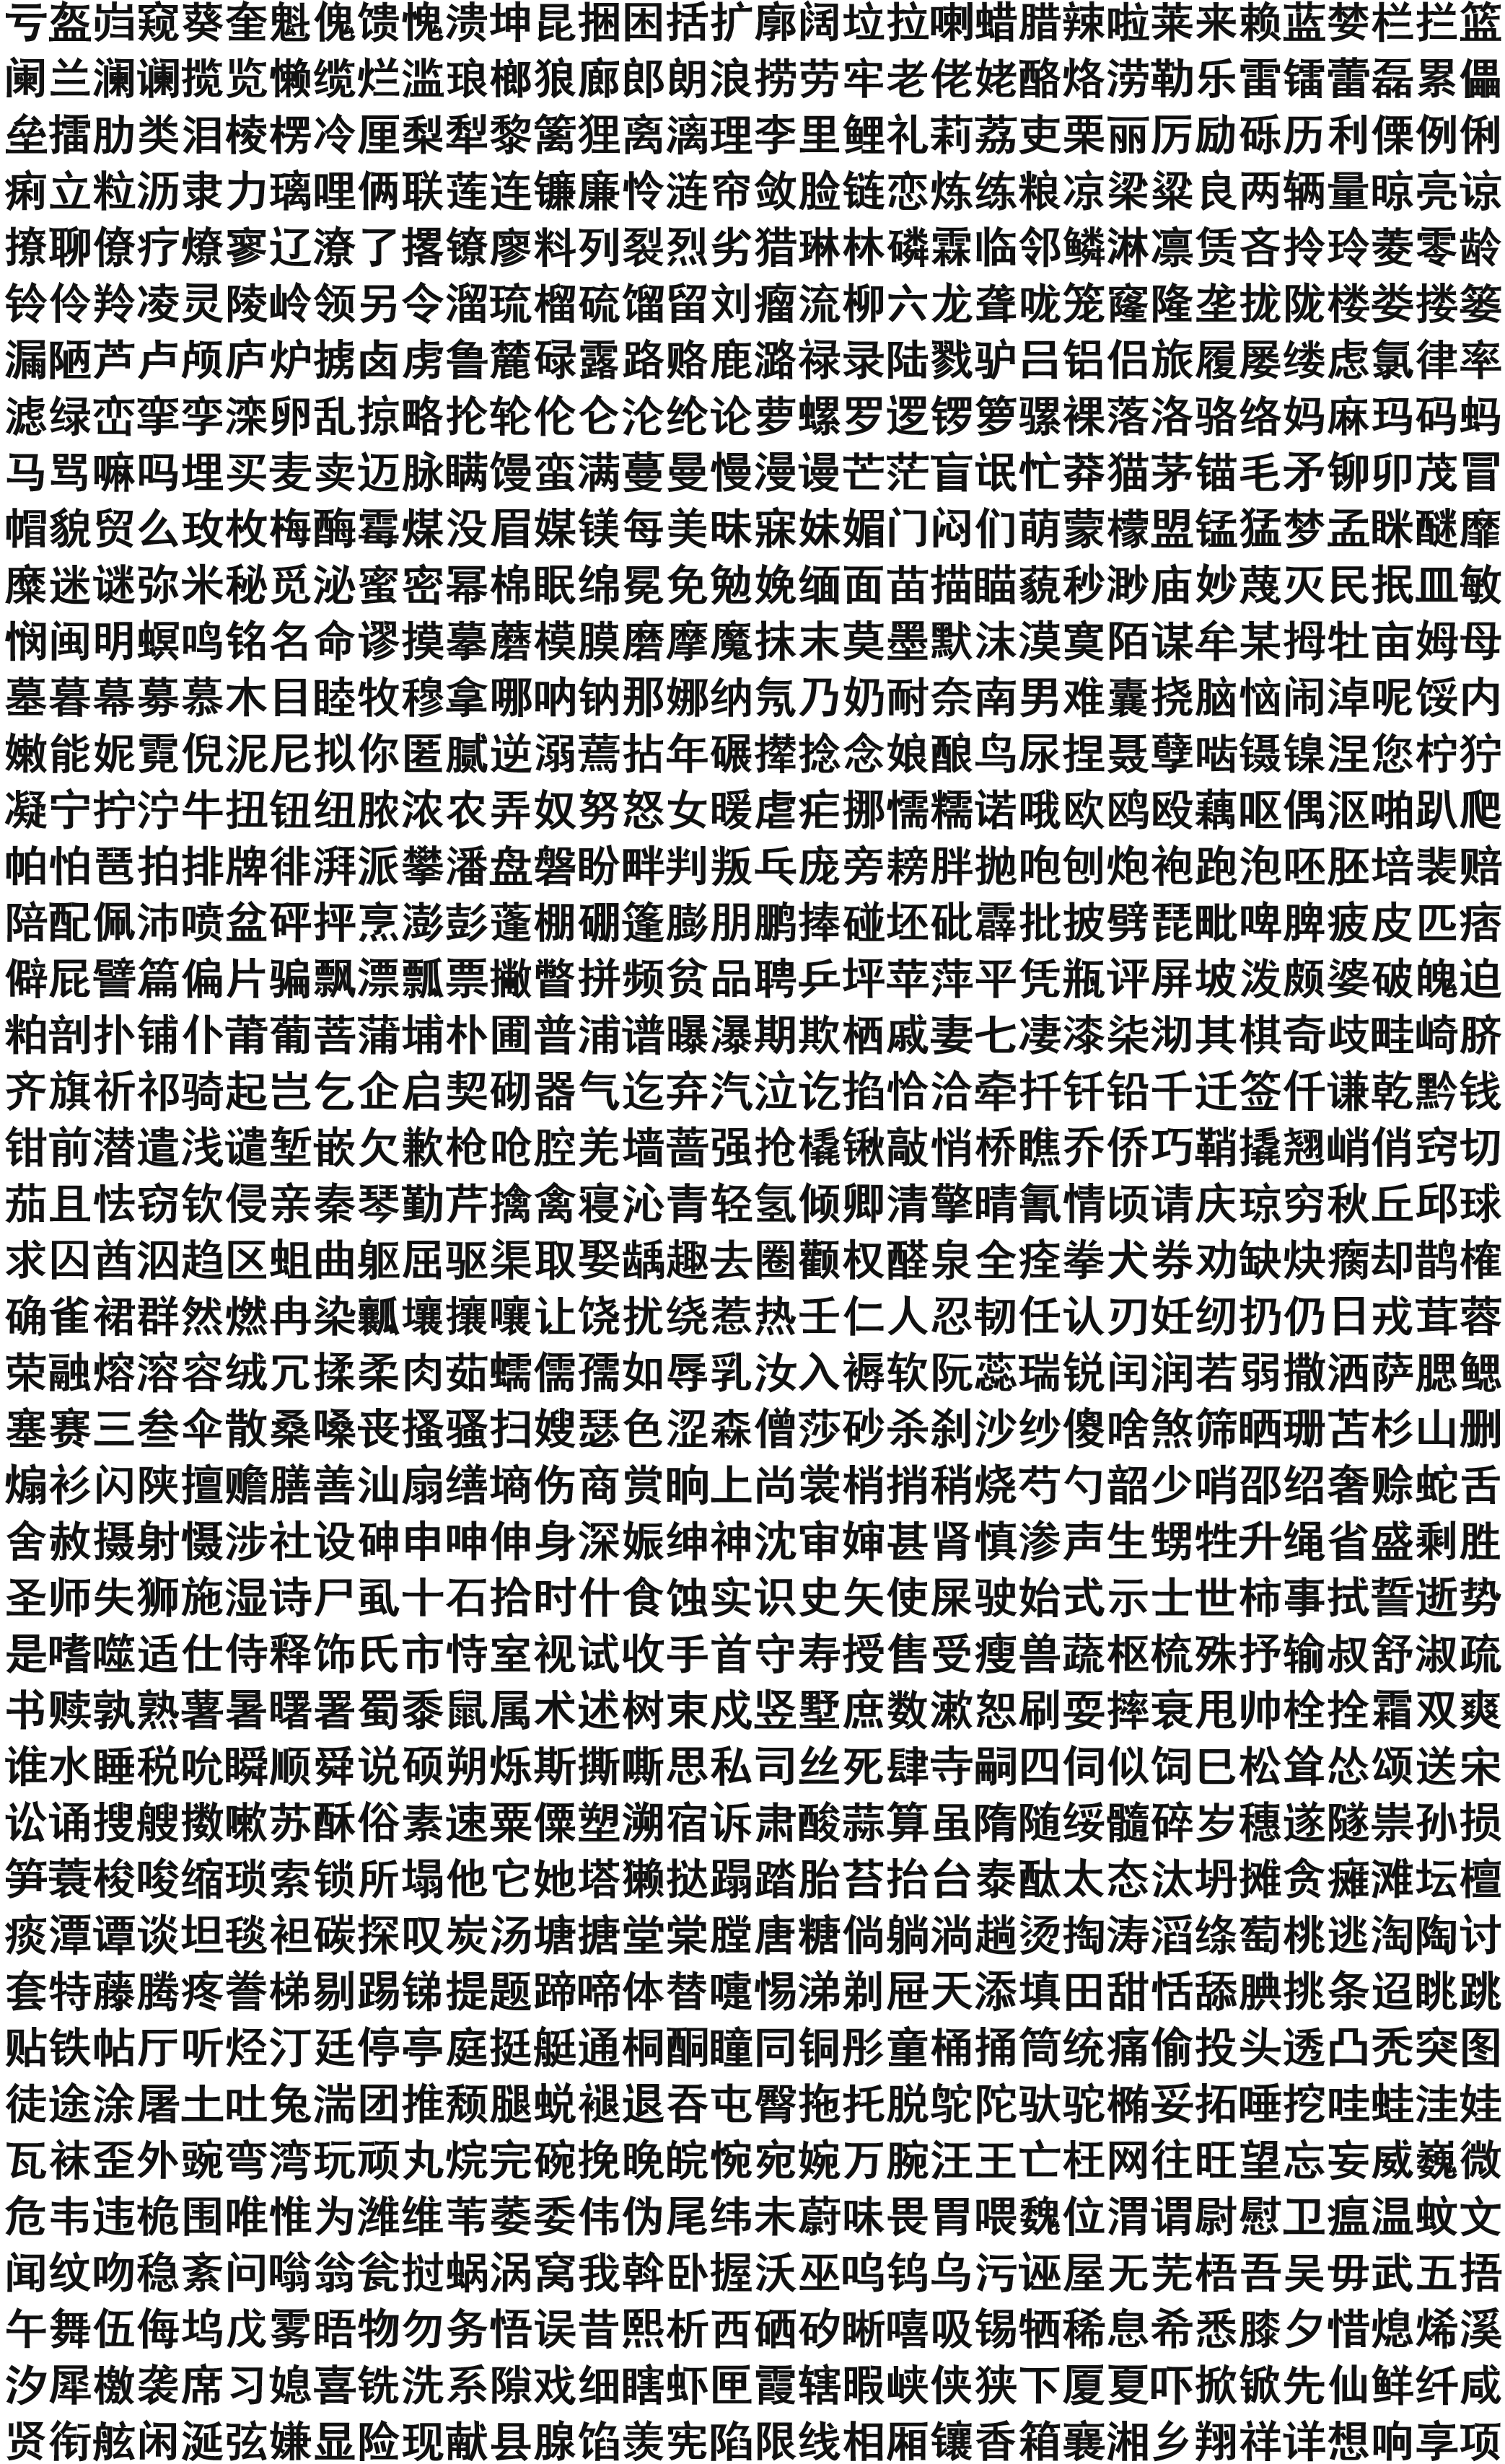 亏盔岿窥葵奎魁傀馈愧溃坤昆捆困括扩廓阔垃拉喇蜡腊辣啦莱来赖蓝婪栏拦篮
阑兰澜谰揽览懒缆烂滥琅榔狼廊郎朗浪捞劳牢老佬姥酪烙涝勒乐雷镭蕾磊累儡
垒擂肋类泪棱楞冷厘梨犁黎篱狸离漓理李里鲤礼莉荔吏栗丽厉励砾历利傈例俐
痢立粒沥隶力璃哩俩联莲连镰廉怜涟帘敛脸链恋炼练粮凉梁粱良两辆量晾亮谅
撩聊僚疗燎寥辽潦了撂镣廖料列裂烈劣猎琳林磷霖临邻鳞淋凛赁吝拎玲菱零龄
铃伶羚凌灵陵岭领另令溜琉榴硫馏留刘瘤流柳六龙聋咙笼窿隆垄拢陇楼娄搂篓
漏陋芦卢颅庐炉掳卤虏鲁麓碌露路赂鹿潞禄录陆戮驴吕铝侣旅履屡缕虑氯律率
滤绿峦挛孪滦卵乱掠略抡轮伦仑沦纶论萝螺罗逻锣箩骡裸落洛骆络妈麻玛码蚂
马骂嘛吗埋买麦卖迈脉瞒馒蛮满蔓曼慢漫谩芒茫盲氓忙莽猫茅锚毛矛铆卯茂冒
帽貌贸么玫枚梅酶霉煤没眉媒镁每美昧寐妹媚门闷们萌蒙檬盟锰猛梦孟眯醚靡
糜迷谜弥米秘觅泌蜜密幂棉眠绵冕免勉娩缅面苗描瞄藐秒渺庙妙蔑灭民抿皿敏
悯闽明螟鸣铭名命谬摸摹蘑模膜磨摩魔抹末莫墨默沫漠寞陌谋牟某拇牡亩姆母
墓暮幕募慕木目睦牧穆拿哪呐钠那娜纳氖乃奶耐奈南男难囊挠脑恼闹淖呢馁内
嫩能妮霓倪泥尼拟你匿腻逆溺蔫拈年碾撵捻念娘酿鸟尿捏聂孽啮镊镍涅您柠狞
凝宁拧泞牛扭钮纽脓浓农弄奴努怒女暖虐疟挪懦糯诺哦欧鸥殴藕呕偶沤啪趴爬
帕怕琶拍排牌徘湃派攀潘盘磐盼畔判叛乓庞旁耪胖抛咆刨炮袍跑泡呸胚培裴赔
陪配佩沛喷盆砰抨烹澎彭蓬棚硼篷膨朋鹏捧碰坯砒霹批披劈琵毗啤脾疲皮匹痞
僻屁譬篇偏片骗飘漂瓢票撇瞥拼频贫品聘乒坪苹萍平凭瓶评屏坡泼颇婆破魄迫
粕剖扑铺仆莆葡菩蒲埔朴圃普浦谱曝瀑期欺栖戚妻七凄漆柒沏其棋奇歧畦崎脐
齐旗祈祁骑起岂乞企启契砌器气迄弃汽泣讫掐恰洽牵扦钎铅千迁签仟谦乾黔钱
钳前潜遣浅谴堑嵌欠歉枪呛腔羌墙蔷强抢橇锹敲悄桥瞧乔侨巧鞘撬翘峭俏窍切
茄且怯窃钦侵亲秦琴勤芹擒禽寝沁青轻氢倾卿清擎晴氰情顷请庆琼穷秋丘邱球
求囚酋泅趋区蛆曲躯屈驱渠取娶龋趣去圈颧权醛泉全痊拳犬券劝缺炔瘸却鹊榷
确雀裙群然燃冉染瓤壤攘嚷让饶扰绕惹热壬仁人忍韧任认刃妊纫扔仍日戎茸蓉
荣融熔溶容绒冗揉柔肉茹蠕儒孺如辱乳汝入褥软阮蕊瑞锐闰润若弱撒洒萨腮鳃
塞赛三叁伞散桑嗓丧搔骚扫嫂瑟色涩森僧莎砂杀刹沙纱傻啥煞筛晒珊苫杉山删
煽衫闪陕擅赡膳善汕扇缮墒伤商赏晌上尚裳梢捎稍烧芍勺韶少哨邵绍奢赊蛇舌
舍赦摄射慑涉社设砷申呻伸身深娠绅神沈审婶甚肾慎渗声生甥牲升绳省盛剩胜
圣师失狮施湿诗尸虱十石拾时什食蚀实识史矢使屎驶始式示士世柿事拭誓逝势
是嗜噬适仕侍释饰氏市恃室视试收手首守寿授售受瘦兽蔬枢梳殊抒输叔舒淑疏
书赎孰熟薯暑曙署蜀黍鼠属术述树束戍竖墅庶数漱恕刷耍摔衰甩帅栓拴霜双爽
谁水睡税吮瞬顺舜说硕朔烁斯撕嘶思私司丝死肆寺嗣四伺似饲巳松耸怂颂送宋
讼诵搜艘擞嗽苏酥俗素速粟僳塑溯宿诉肃酸蒜算虽隋随绥髓碎岁穗遂隧祟孙损
笋蓑梭唆缩琐索锁所塌他它她塔獭挞蹋踏胎苔抬台泰酞太态汰坍摊贪瘫滩坛檀
痰潭谭谈坦毯袒碳探叹炭汤塘搪堂棠膛唐糖倘躺淌趟烫掏涛滔绦萄桃逃淘陶讨
套特藤腾疼誊梯剔踢锑提题蹄啼体替嚏惕涕剃屉天添填田甜恬舔腆挑条迢眺跳
贴铁帖厅听烃汀廷停亭庭挺艇通桐酮瞳同铜彤童桶捅筒统痛偷投头透凸秃突图
徒途涂屠土吐兔湍团推颓腿蜕褪退吞屯臀拖托脱鸵陀驮驼椭妥拓唾挖哇蛙洼娃
瓦袜歪外豌弯湾玩顽丸烷完碗挽晚皖惋宛婉万腕汪王亡枉网往旺望忘妄威巍微
危韦违桅围唯惟为潍维苇萎委伟伪尾纬未蔚味畏胃喂魏位渭谓尉慰卫瘟温蚊文
闻纹吻稳紊问嗡翁瓮挝蜗涡窝我斡卧握沃巫呜钨乌污诬屋无芜梧吾吴毋武五捂
午舞伍侮坞戊雾晤物勿务悟误昔熙析西硒矽晰嘻吸锡牺稀息希悉膝夕惜熄烯溪
汐犀檄袭席习媳喜铣洗系隙戏细瞎虾匣霞辖暇峡侠狭下厦夏吓掀锨先仙鲜纤咸
贤衔舷闲涎弦嫌显险现献县腺馅羡宪陷限线相厢镶香箱襄湘乡翔祥详想响享项